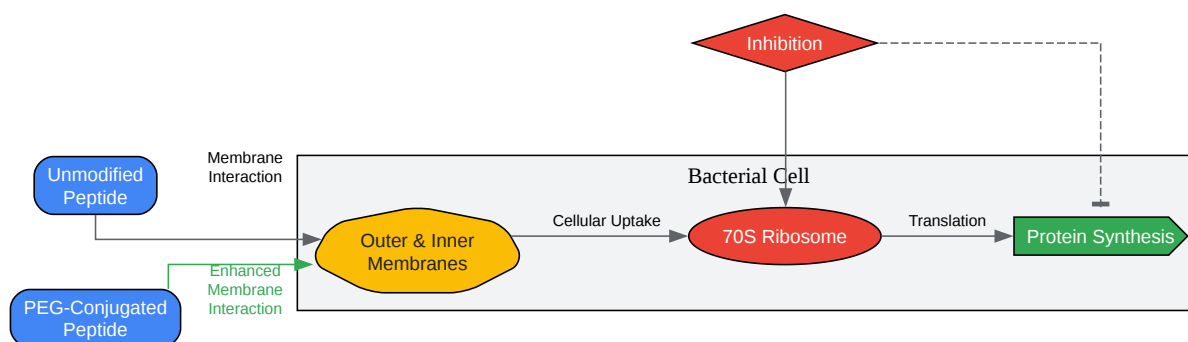 Inhibition
Membrane
Interaction
Bacterial Cell
Unmodified
Peptide
Outer & Inner
Membranes
Cellular Uptake
70S Ribosome
Translation
Protein Synthesis
Enhanced
Membrane
Interaction
PEG-Conjugated
Peptide